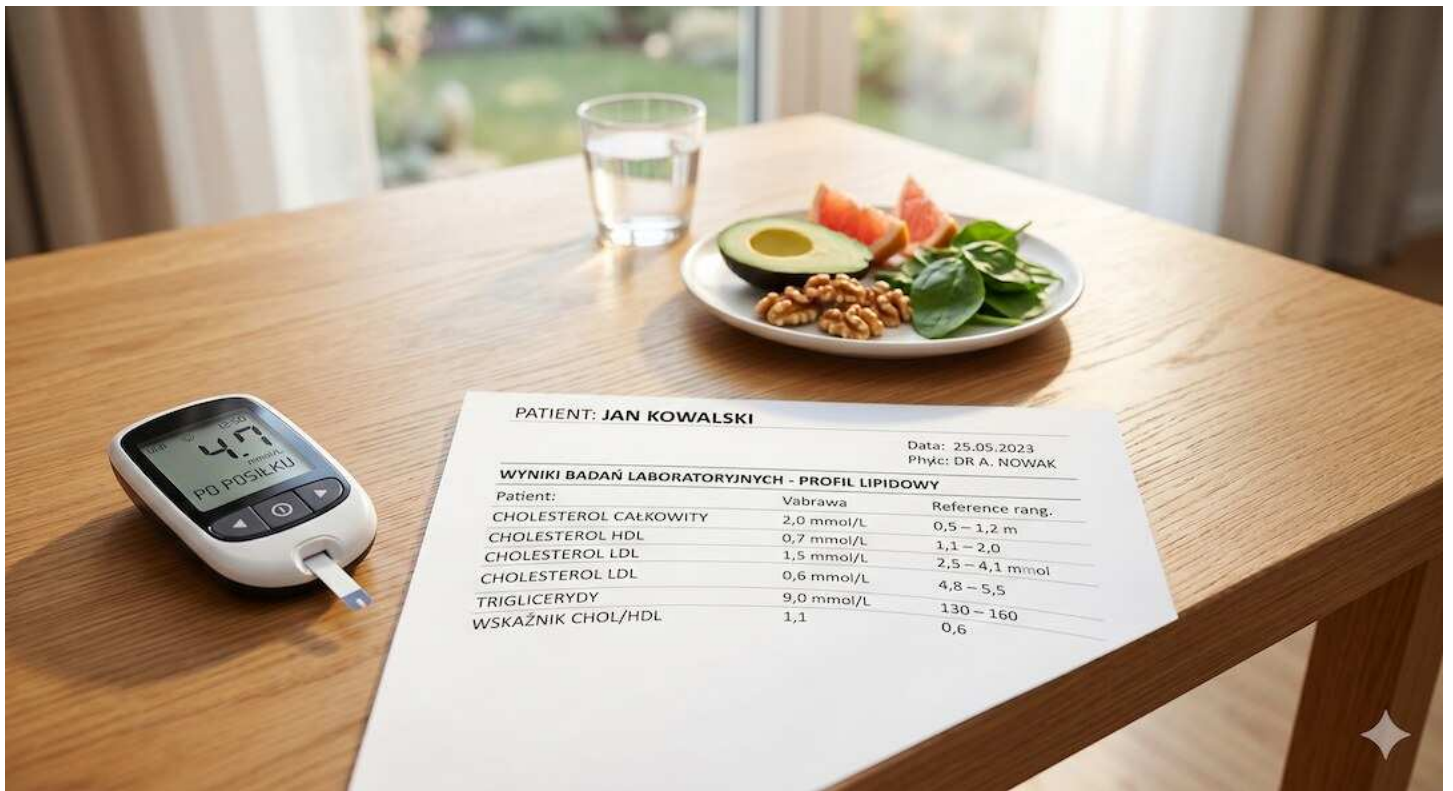 12:50
4.7
mmol/L
PO POSIŁKU
PATIENT: JAN KOWALSKI
Data: 25.05.2023
Phyic: DR A. NOWAK
WYNIKI BADAŃ LABORATORYJNYCH - PROFIL LIPIDOWY
Patient: Vabrawa Reference rang.
CHOLESTEROL CAŁKOWITY 2,0 mmol/L 0,5 – 1,2 m
CHOLESTEROL HDL 0,7 mmol/L 1,1 – 2,0
CHOLESTEROL LDL 1,5 mmol/L 2,5 – 4,1 mmol
CHOLESTEROL LDL 0,6 mmol/L 4,8 – 5,5
TRIGLICERYDY 9,0 mmol/L 130 – 160
WSKAŹNIK CHOL/HDL 1,1 0,6